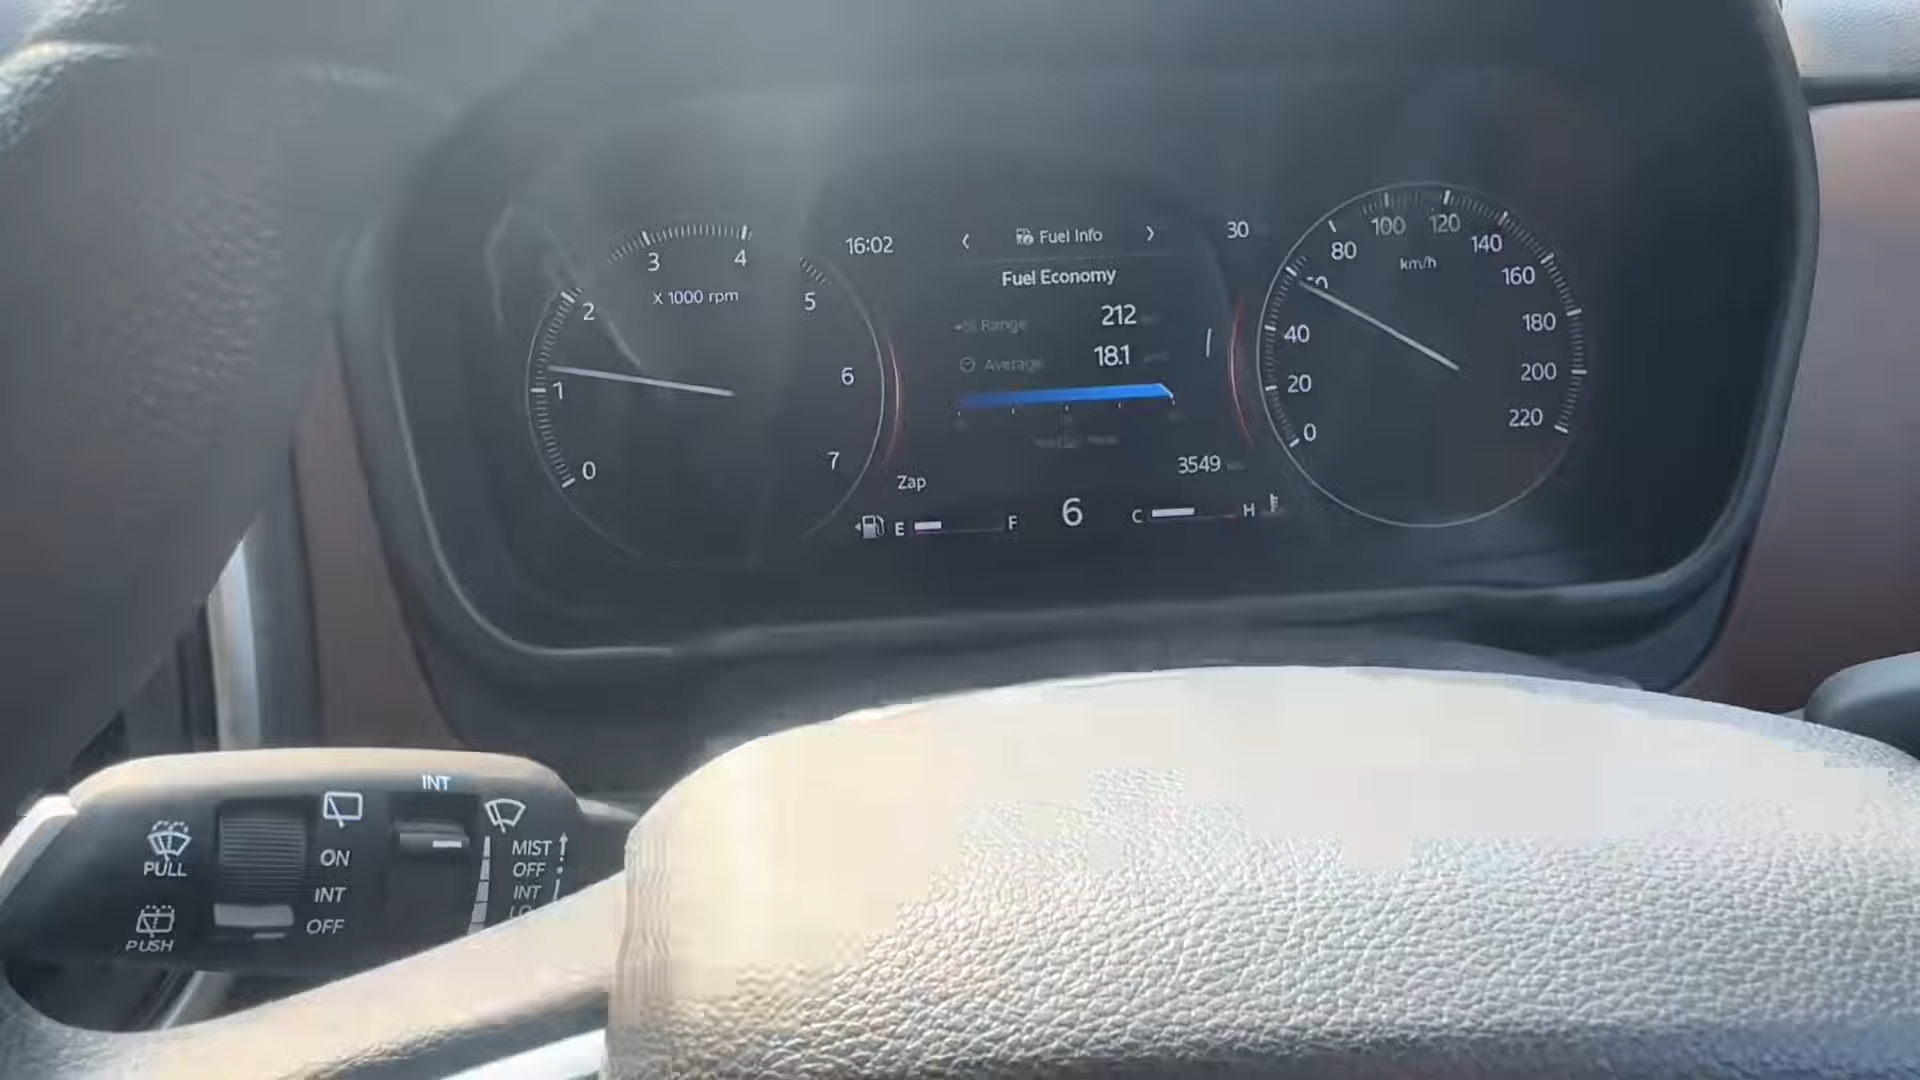 16:02
Fuel Info
30
Fuel Economy
Range 212
Average 18.1
3549
Zap
E F
6
C H
X 1000 rpm
0
1
2
3
4
5
6
7
km/h
0
20
40
80
100
120
140
160
180
200
220
INT
PULL
ON
INT
OFF
PUSH
MIST
OFF
INT